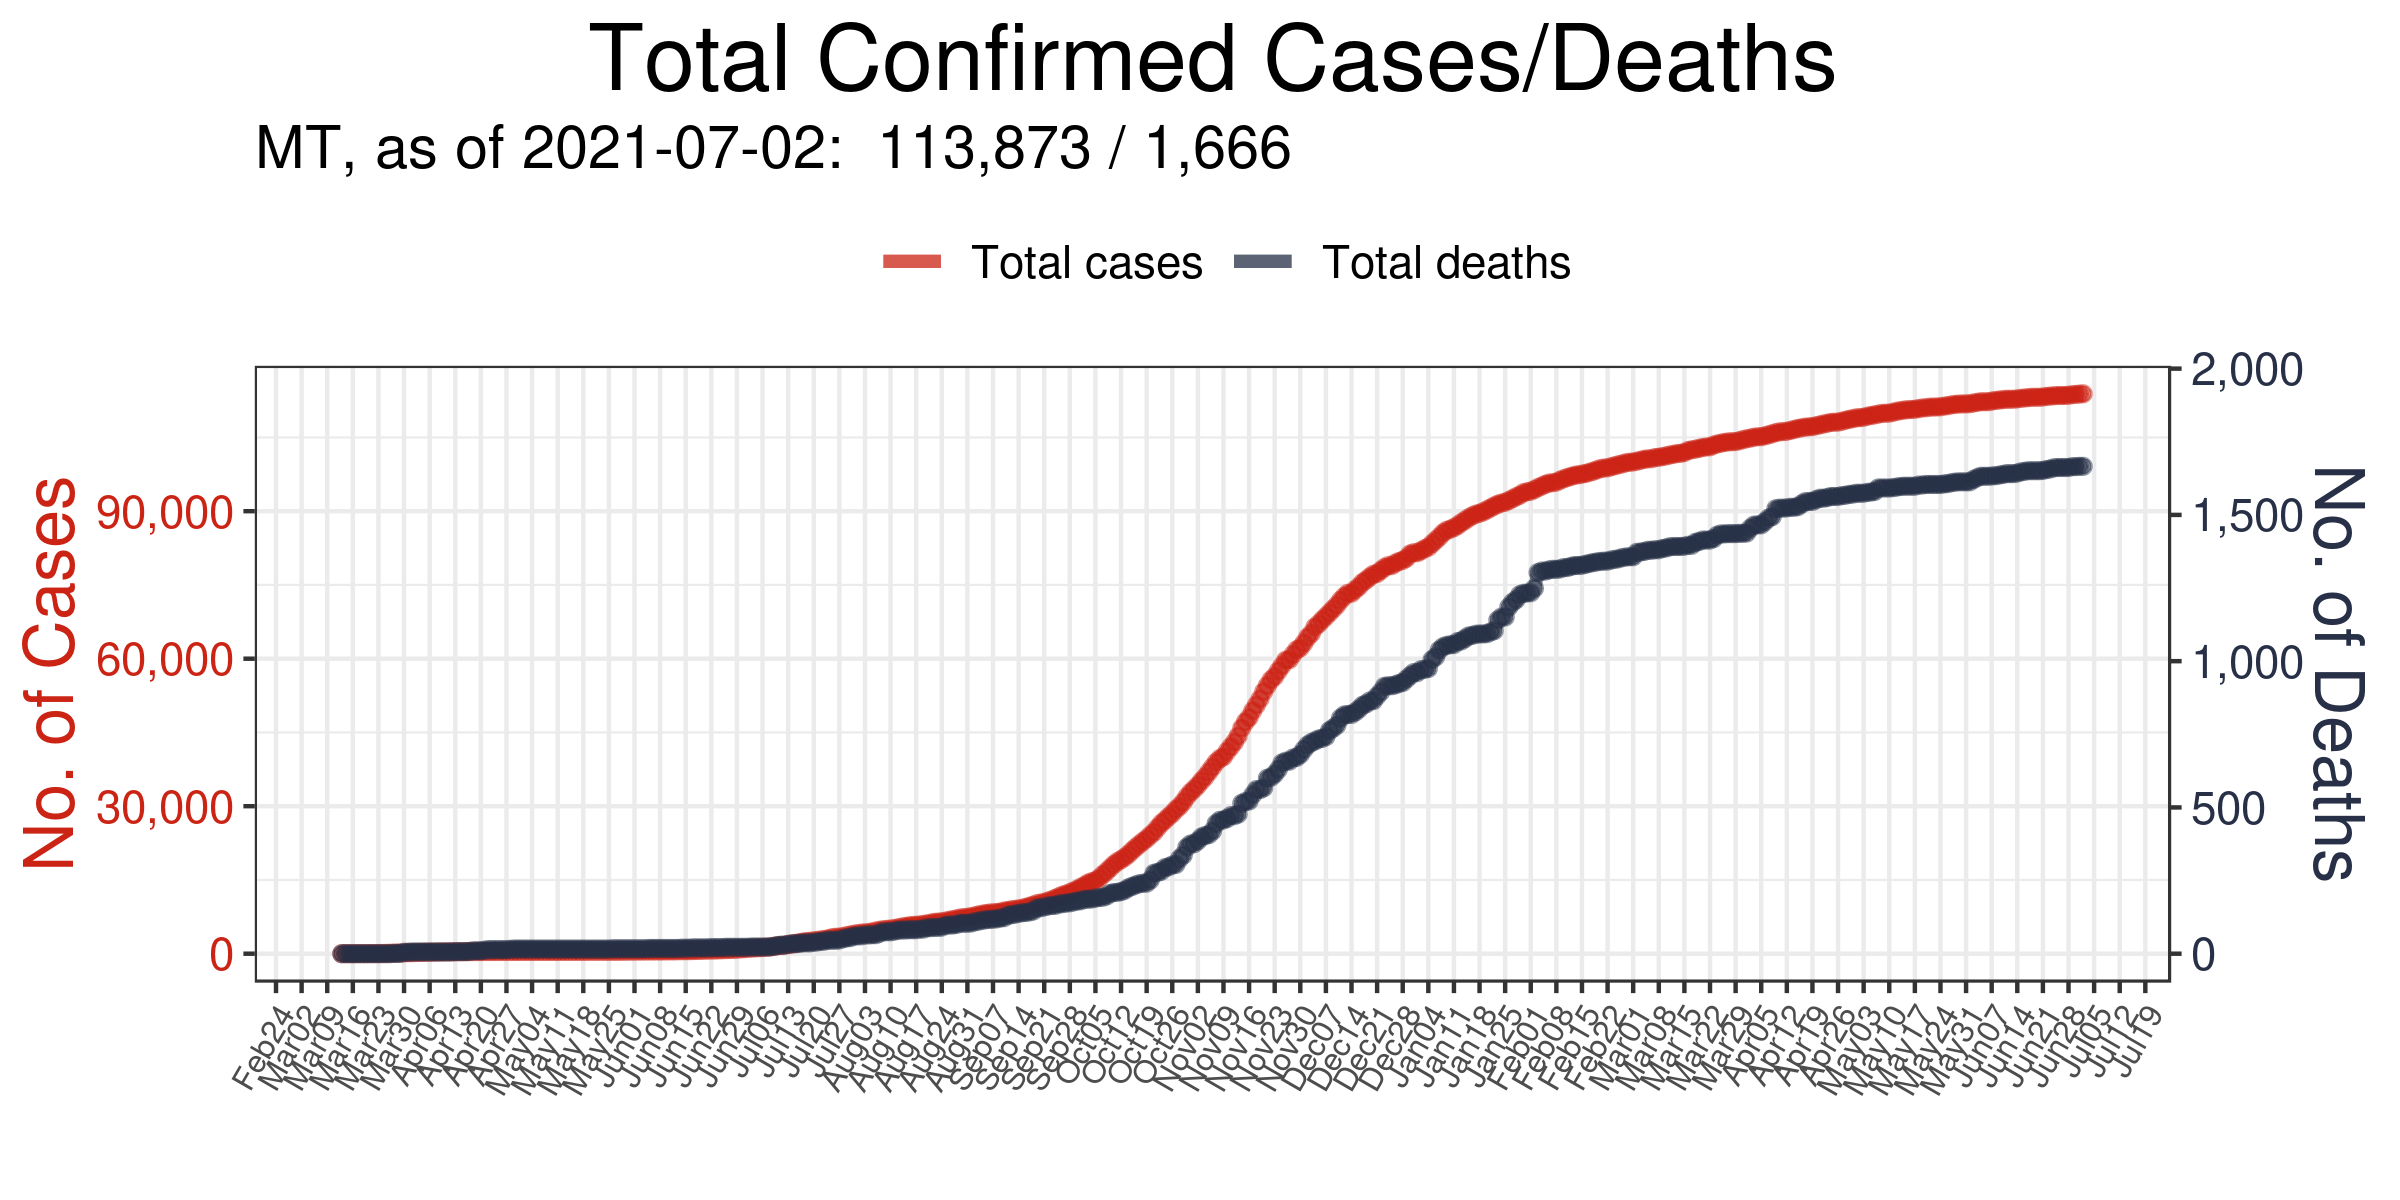 Total Confirmed Cases/Deaths
MT, as of 2021-07-02:  113,873 / 1,666
Total cases
Total deaths
No. of Cases
90,000
60,000
30,000
0
2,000
1,500
1,000
500
0
No. of Deaths
Feb24
Mar02
Mar09
Mar16
Mar23
Mar30
Apr06
Apr13
Apr20
Apr27
May04
May11
May18
May25
Jun01
Jun08
Jun15
Jun22
Jun29
Jul06
Jul13
Jul20
Jul27
Aug03
Aug10
Aug17
Aug24
Aug31
Sep07
Sep14
Sep21
Sep28
Oct05
Oct12
Oct19
Oct26
Nov02
Nov09
Nov16
Nov23
Nov30
Dec07
Dec14
Dec21
Dec28
Jan04
Jan11
Jan18
Jan25
Feb01
Feb08
Feb15
Feb22
Mar01
Mar08
Mar15
Mar22
Mar29
Apr05
Apr12
Apr19
Apr26
May03
May10
May17
May24
May31
Jun07
Jun14
Jun21
Jun28
Jul05
Jul12
Jul19